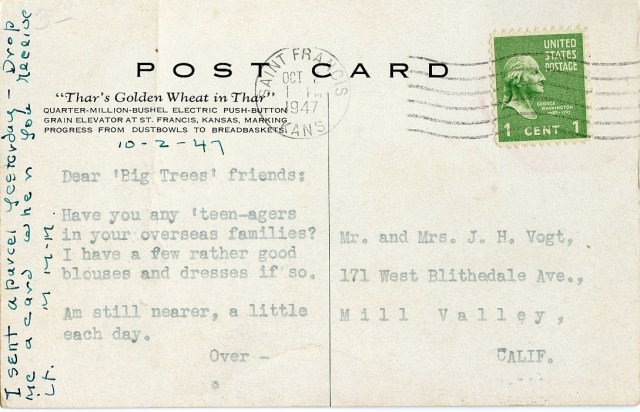 POST CARD
"Thar's Golden Wheat in Thar"
QUARTER-MILLION-BUSHEL ELECTRIC PUSH-BUTTON
GRAIN ELEVATOR AT ST. FRANCIS, KANSAS, MARKING
PROGRESS FROM DUSTBOWLS TO BREADBASKETS.
SAINT FRANCIS
OCT
1947
KANS
UNITED
STATES
POSTAGE
GEORGE
WASHINGTON
1 CENT 1
10-2-47
Dear 'Big Trees' friends:
Have you any 'teen-agers
in your overseas families?
I have a few rather good
blouses and dresses if so.
Am still nearer, a little
each day.
Over -
Mr. and Mrs. J. H. Vogt,
171 West Blithedale Ave.,
Mill Valley,
CALIF.
I sent a parcel yesterday - Drop
me a card when you receive
it. M.M.M.